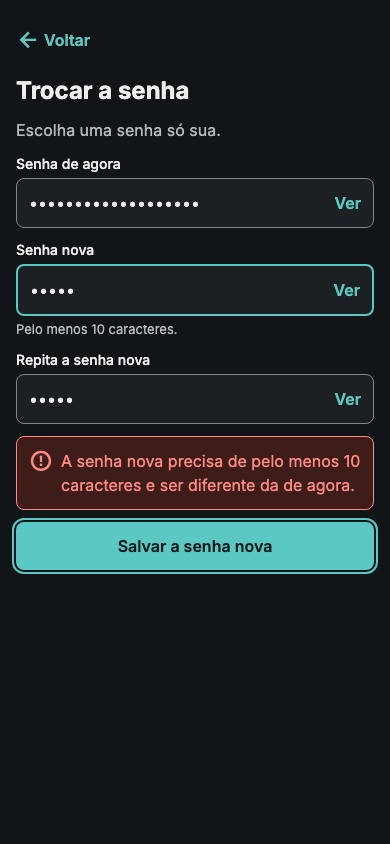 Voltar
Trocar a senha
Escolha uma senha só sua.
Senha de agora
••••••••••••••••••• Ver
Senha nova
••••• Ver
Pelo menos 10 caracteres.
Repita a senha nova
••••• Ver
A senha nova precisa de pelo menos 10
caracteres e ser diferente da de agora.
Salvar a senha nova